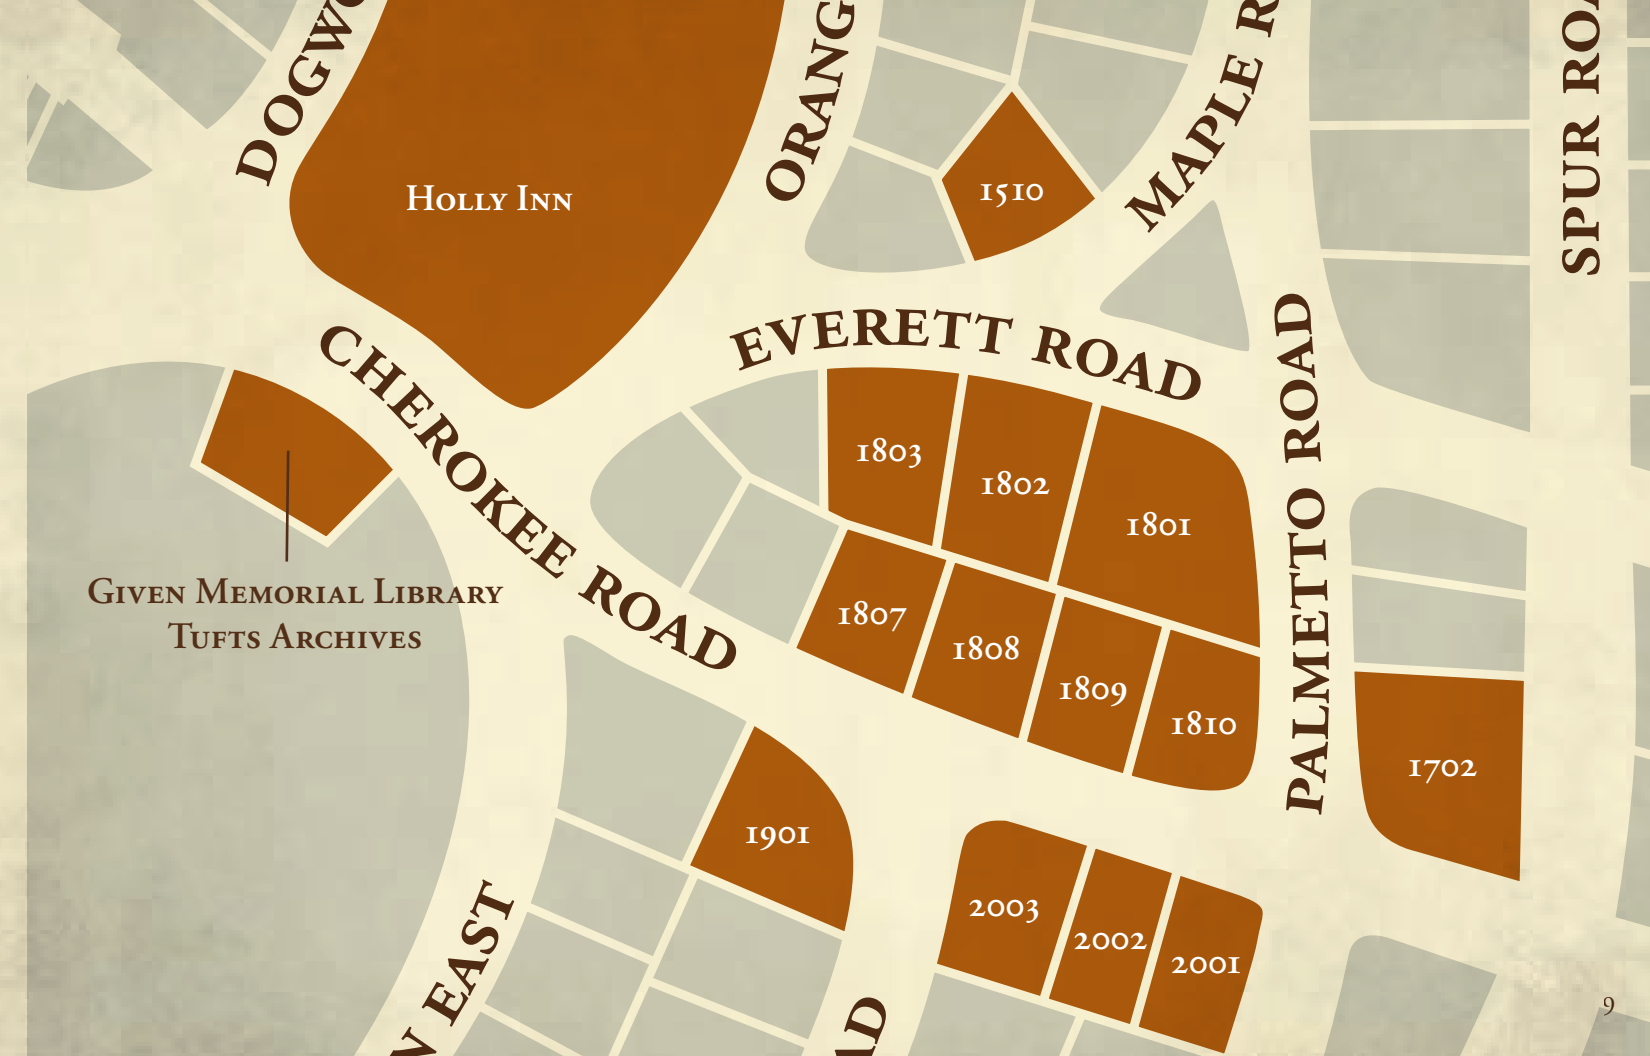 DOGW
ORANG
MAPLE R
SPUR ROA
Holly Inn
1510
EVERETT ROAD
CHEROKEE ROAD
PALMETTO ROAD
1803
1802
1801
Given Memorial Library
Tufts Archives
1807
1808
1809
1810
1702
1901
2003
2002
2001
EAST
AD
9